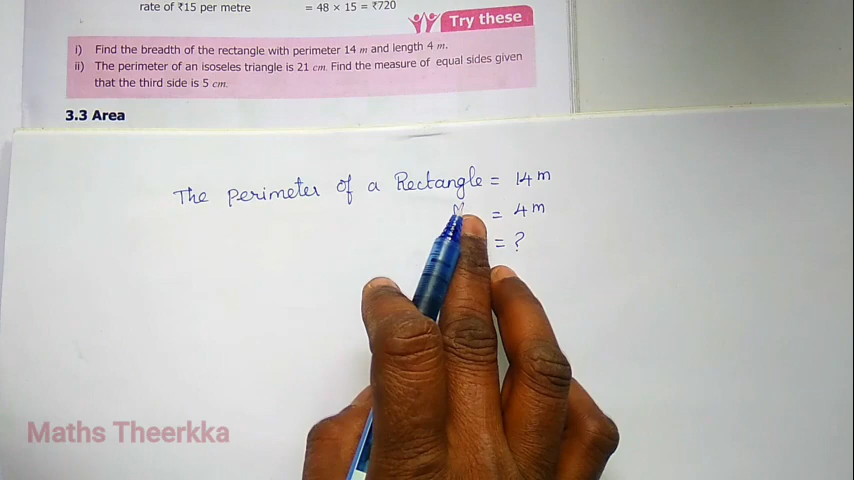 rate of ₹15 per metre = 48 × 15 = ₹720
Try these
i) Find the breadth of the rectangle with perimeter 14 m and length 4 m.
ii) The perimeter of an isoseles triangle is 21 cm. Find the measure of equal sides given
that the third side is 5 cm.
3.3 Area
The perimeter of a Rectangle = 14 m
= 4 m
= ?
Maths Theerkka